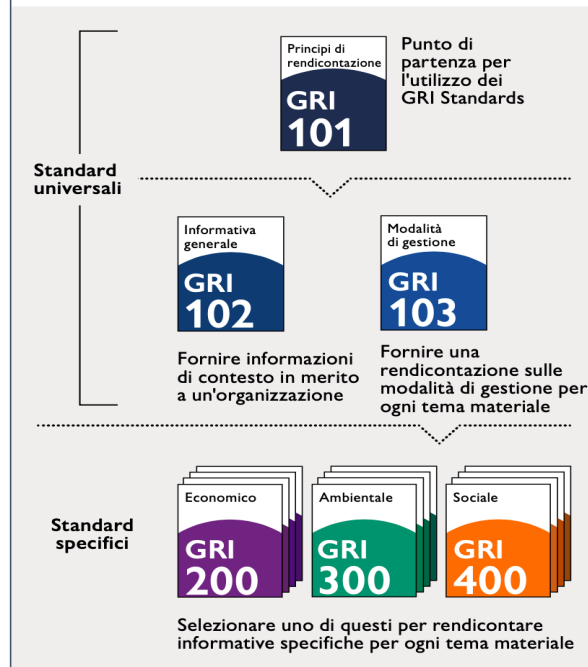 Principi di
rendicontazione
GRI
101
Punto di
partenza per
l'utilizzo dei
GRI Standards
Standard
universali
Informativa
generale
GRI
102
Modalità
di gestione
GRI
103
Fornire informazioni
di contesto in merito
a un'organizzazione
Fornire una
rendicontazione sulle
modalità di gestione per
ogni tema materiale
Standard
specifici
Economico
GRI
200
Ambientale
GRI
300
Sociale
GRI
400
Selezionare uno di questi per rendicontare
informative specifiche per ogni tema materiale